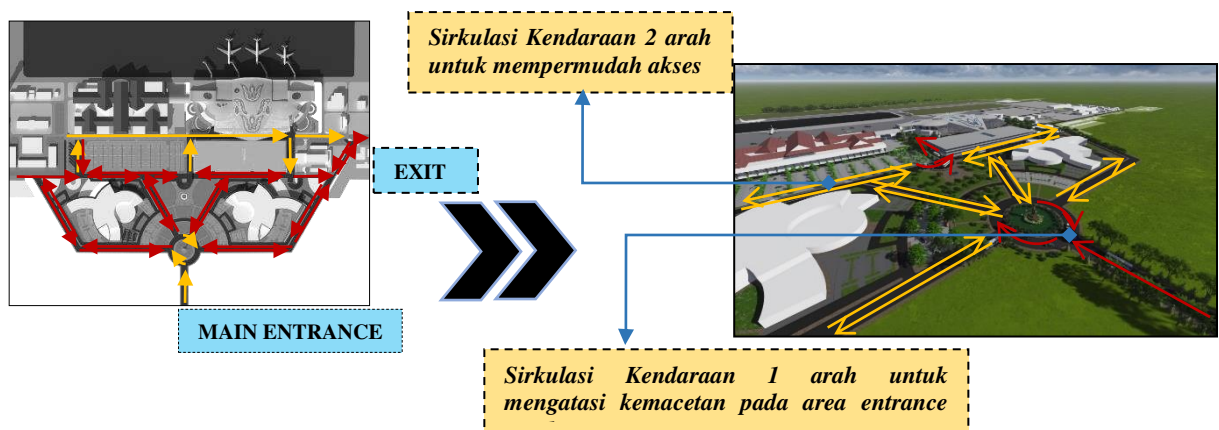 Sirkulasi Kendaraan 2 arah
untuk mempermudah akses
EXIT
MAIN ENTRANCE
Sirkulasi Kendaraan 1 arah untuk
mengatasi kemacetan pada area entrance